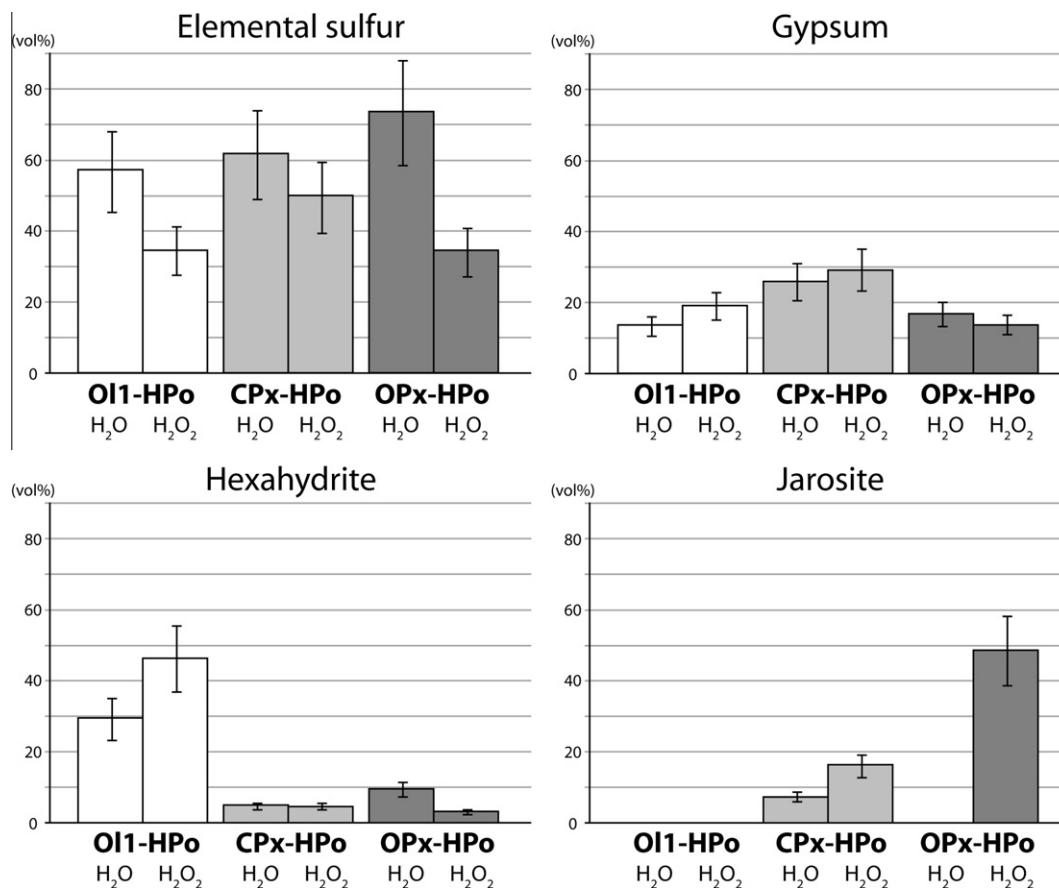 Elemental sulfur
(vol%)
80
60
40
20
0
Ol1-HPo CPx-HPo OPx-HPo
H₂O H₂O₂ H₂O H₂O₂ H₂O H₂O₂
Gypsum
(vol%)
80
60
40
20
0
Ol1-HPo CPx-HPo OPx-HPo
H₂O H₂O₂ H₂O H₂O₂ H₂O H₂O₂
Hexahydrite
(vol%)
80
60
40
20
0
Ol1-HPo CPx-HPo OPx-HPo
H₂O H₂O₂ H₂O H₂O₂ H₂O H₂O₂
Jarosite
(vol%)
80
60
40
20
0
Ol1-HPo CPx-HPo OPx-HPo
H₂O H₂O₂ H₂O H₂O₂ H₂O H₂O₂